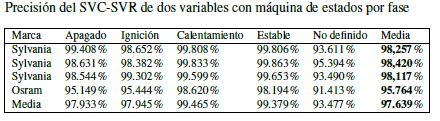 Precisión del SVC-SVR de dos variables con máquina de estados por fase
Marca Apagado Ignición Calentamiento Estable No definido Media
Sylvania 99.408 % 98.652 % 99.808 % 99.806 % 93.611 % 98,257 %
Sylvania 98.631 % 98.382 % 99.833 % 99.863 % 95.394 % 98,420 %
Sylvania 98.544 % 99.302 % 99.599 % 99.653 % 93.490 % 98,117 %
Osram 95.149 % 95.444 % 98.620 % 98.194 % 91.413 % 95.764 %
Media 97.933 % 97.945 % 99.465 % 99.379 % 93.477 % 97.639 %